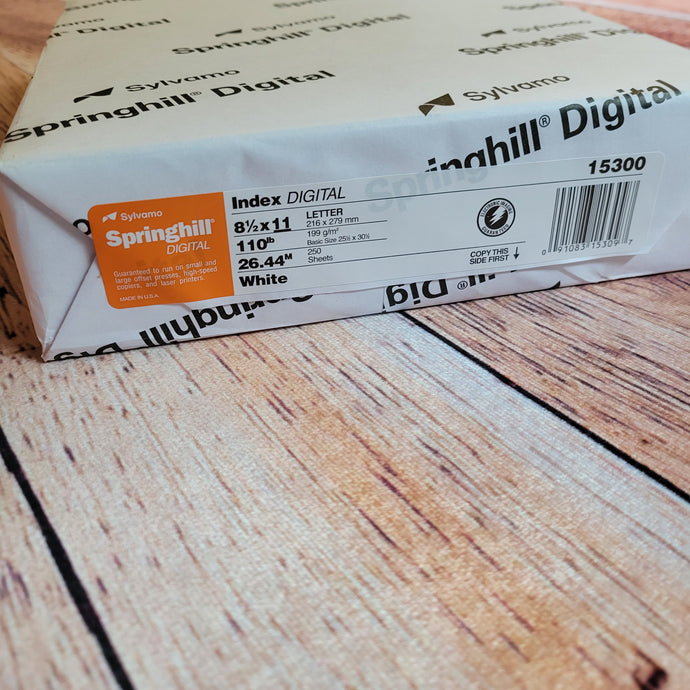 Sylvamo
Springhill® Digital
Sylvamo
Springhill® Digital
Springhill® Digital
Index DIGITAL
15300
Sylvamo
Springhill®
DIGITAL
Guaranteed to run on small and
large offset presses, high-speed
copiers, and laser printers.
MADE IN U.S.A.
8½ x 11
LETTER
216 x 279 mm
110lb
199 g/m²
Basic Size 25½ x 30½
26.44M
250
Sheets
White
COPY THIS
SIDE FIRST ↓
0 91083 15309 7
Springhill® Dig